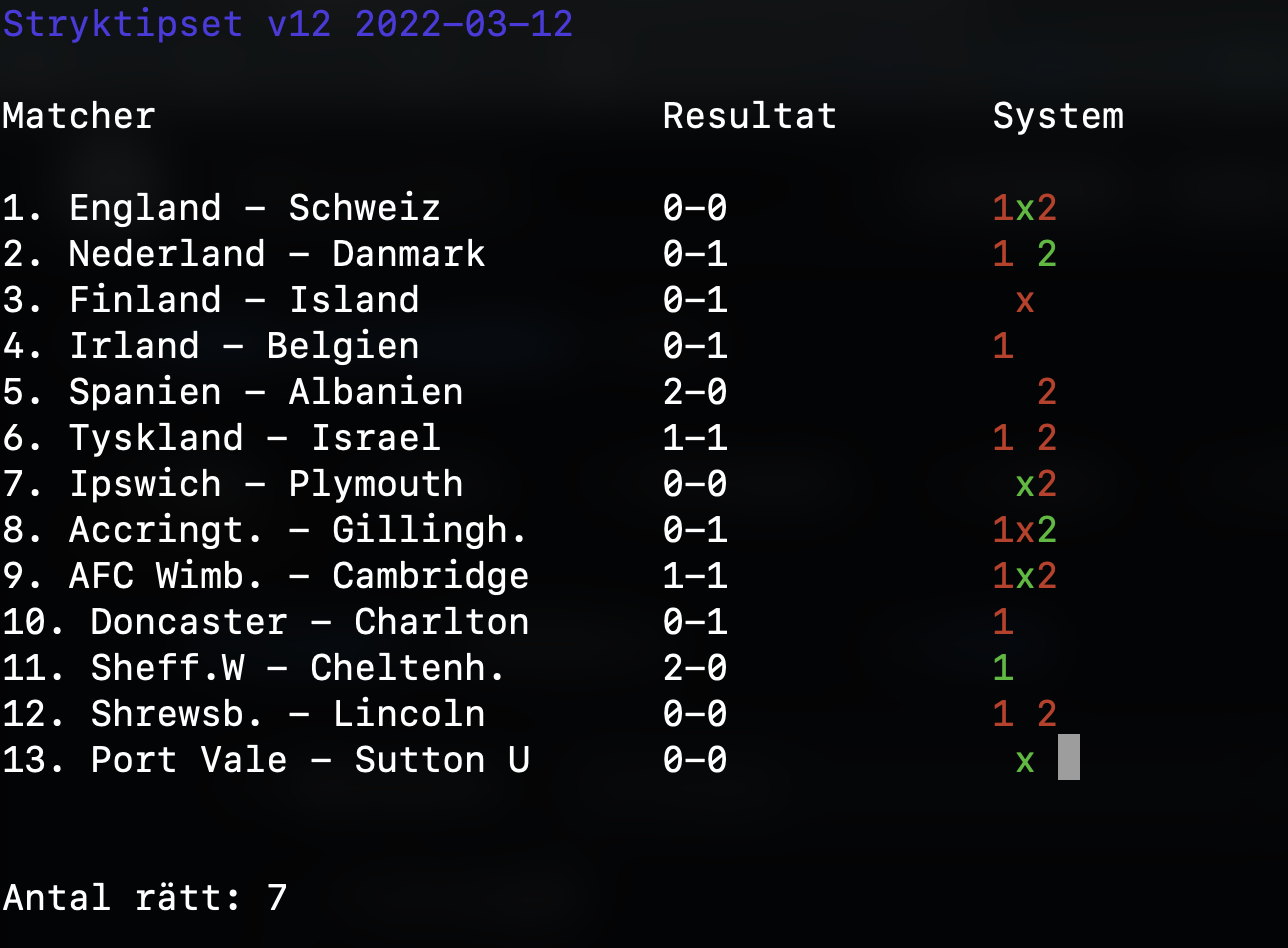 Stryktipset v12 2022-03-12
Matcher Resultat System
1. England - Schweiz 0-0 1x2
2. Nederland - Danmark 0-1 1 2
3. Finland - Island 0-1 x
4. Irland - Belgien 0-1 1
5. Spanien - Albanien 2-0 2
6. Tyskland - Israel 1-1 1 2
7. Ipswich - Plymouth 0-0 x2
8. Accringt. - Gillingh. 0-1 1x2
9. AFC Wimb. - Cambridge 1-1 1x2
10. Doncaster - Charlton 0-1 1
11. Sheff.W - Cheltenh. 2-0 1
12. Shrewsb. - Lincoln 0-0 1 2
13. Port Vale - Sutton U 0-0 x
Antal rätt: 7